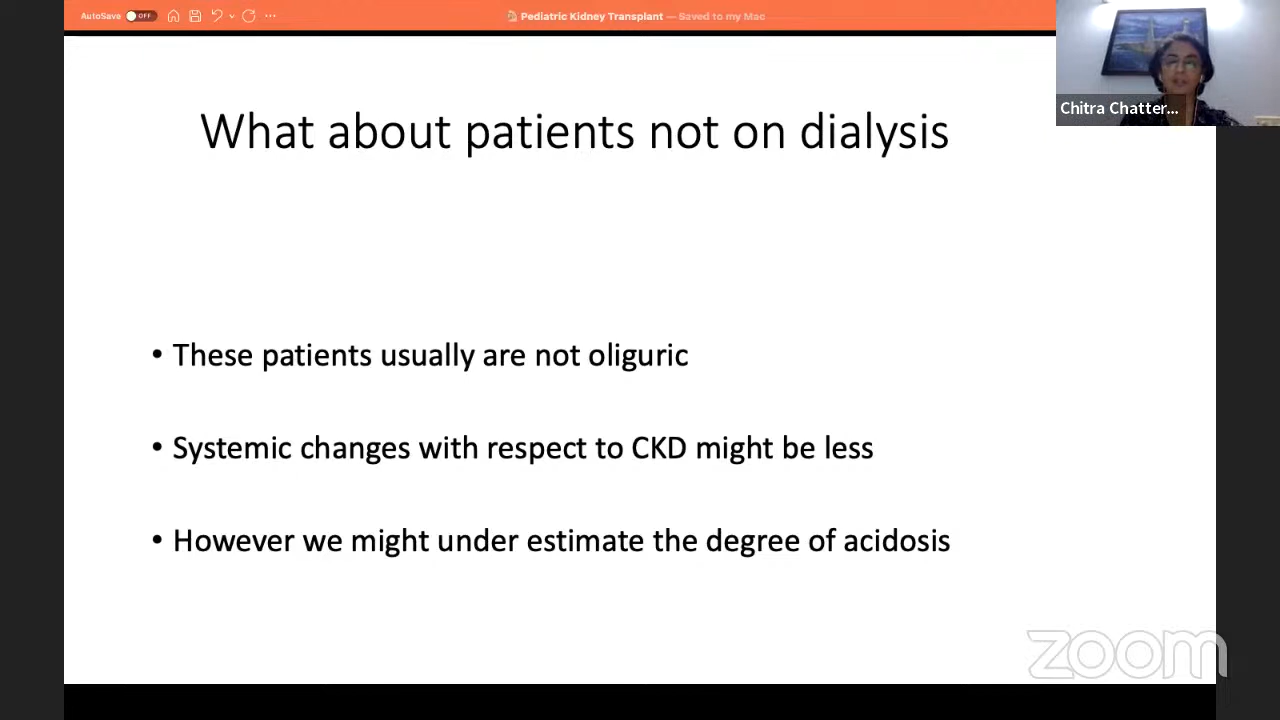 AutoSave OFF
Pediatric Kidney Transplant — Saved to my Mac
Chitra Chatter...
What about patients not on dialysis
• These patients usually are not oliguric
• Systemic changes with respect to CKD might be less
• However we might under estimate the degree of acidosis
zoom